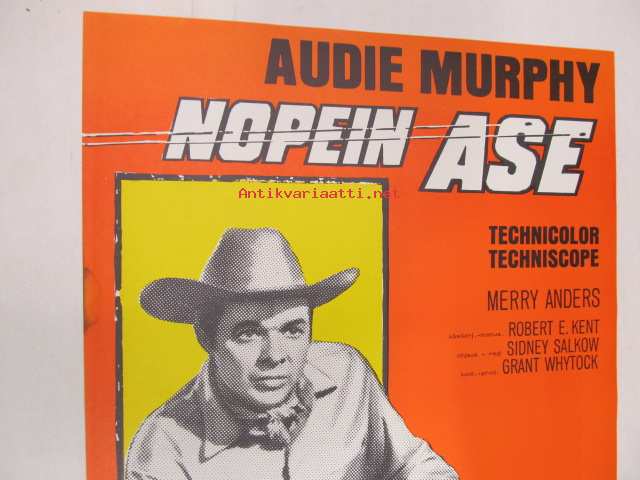 AUDIE MURPHY
NOPEIN ASE
Antikvariaatti.net
TECHNICOLOR
TECHNISCOPE
MERRY ANDERS
ROBERT E. KENT
SIDNEY SALKOW
GRANT WHYTOCK